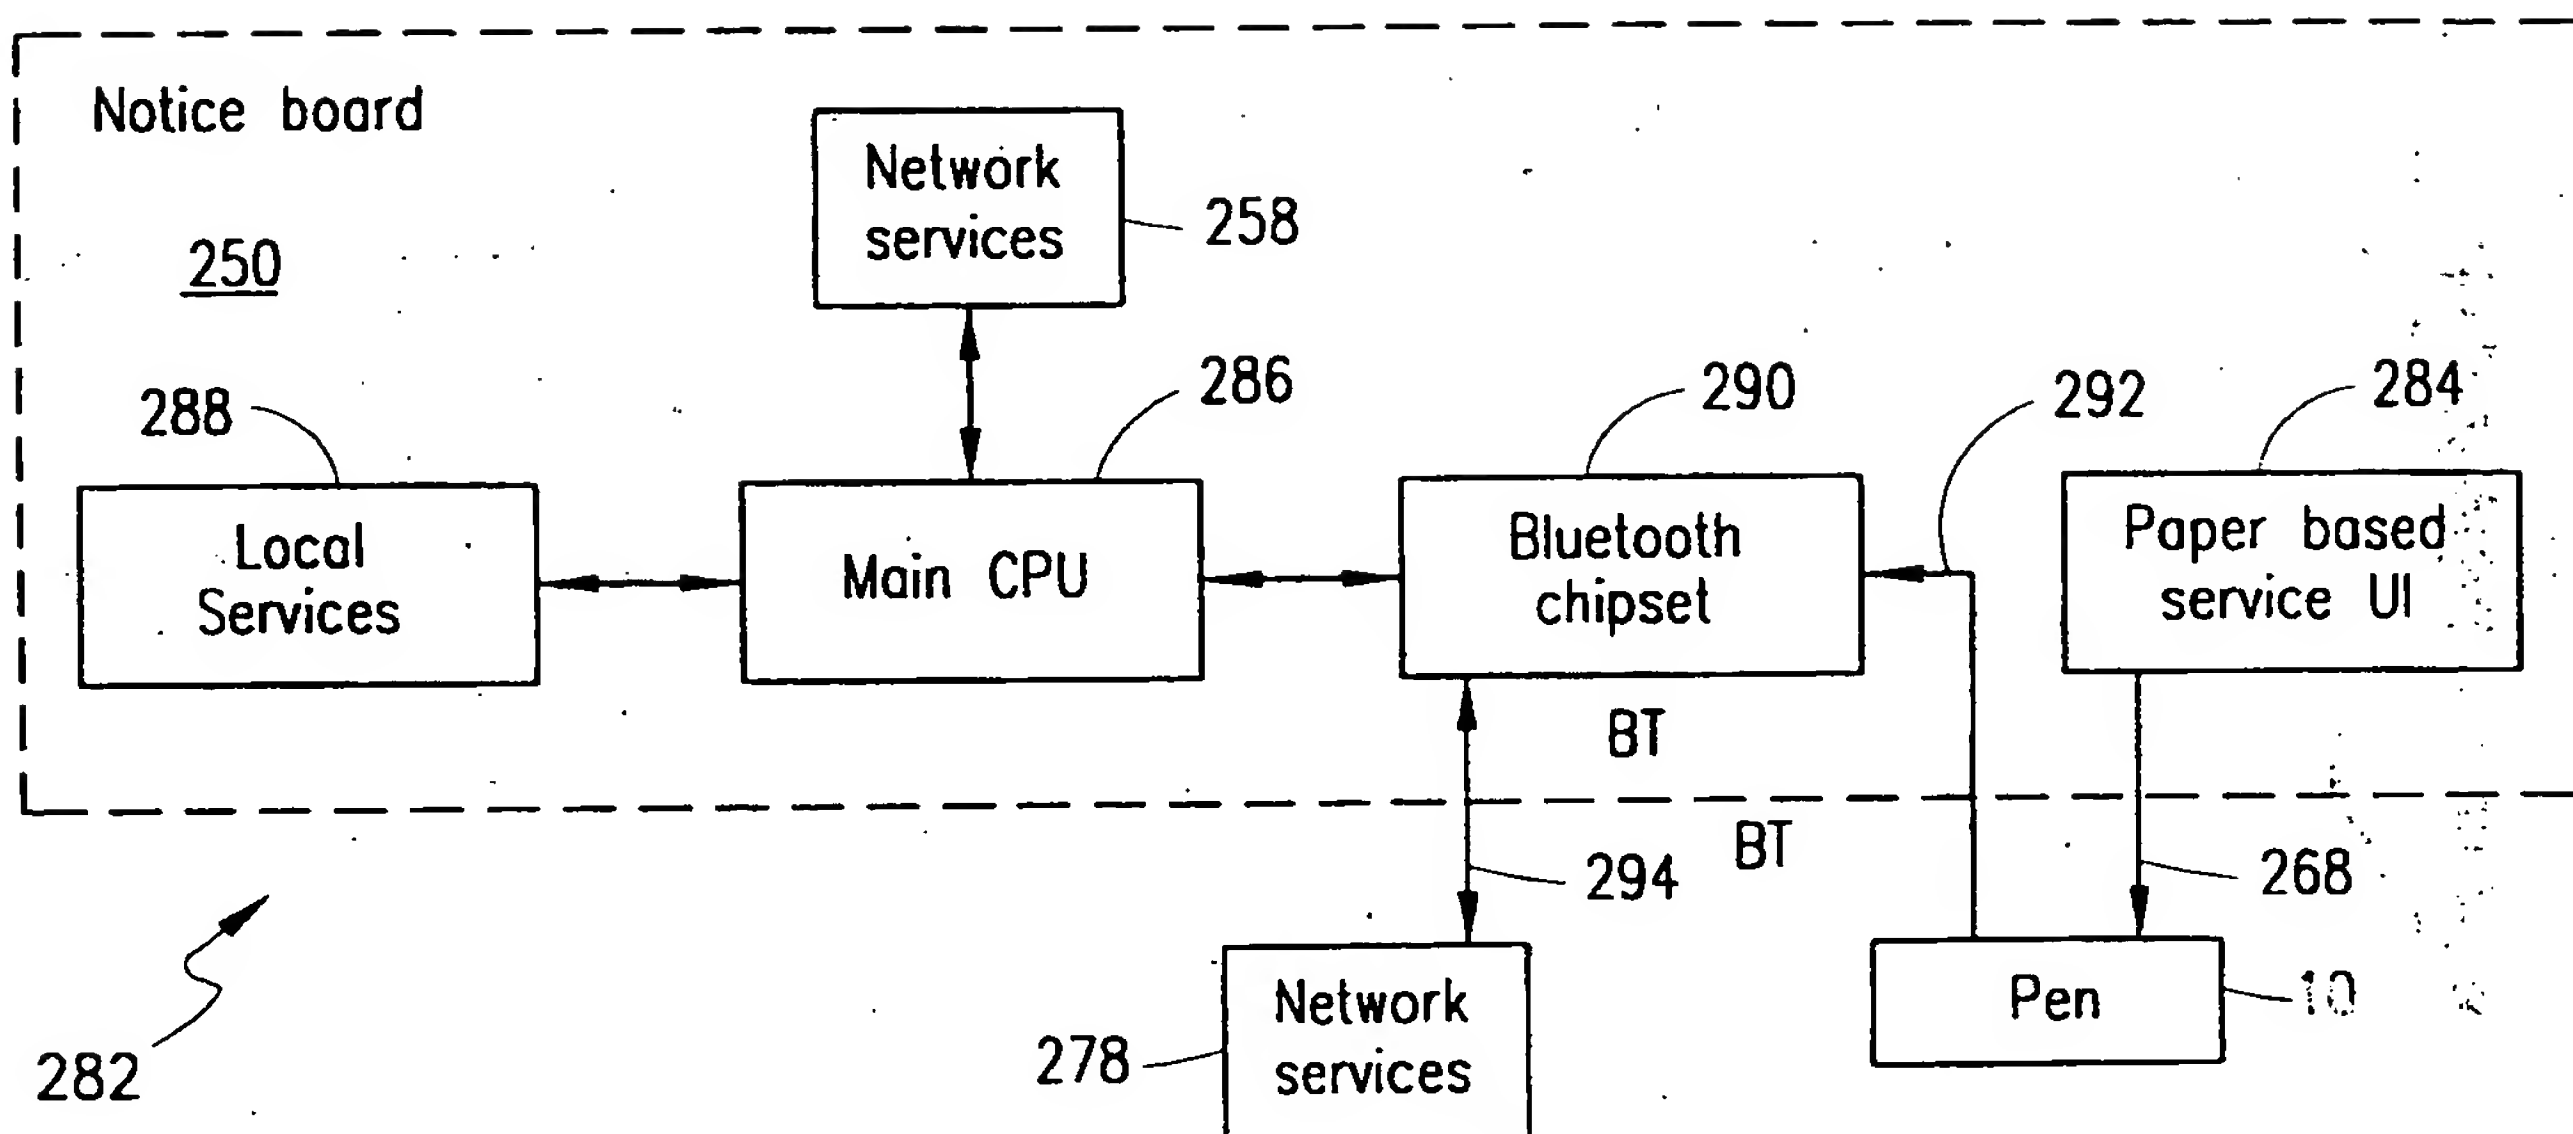 Notice board
250
Network
services
258
288
286
290
292
284
Local
Services
Main CPU
Bluetooth
chipset
Paper based
service UI
BT
BT
294
268
282
278
Network
services
Pen
10